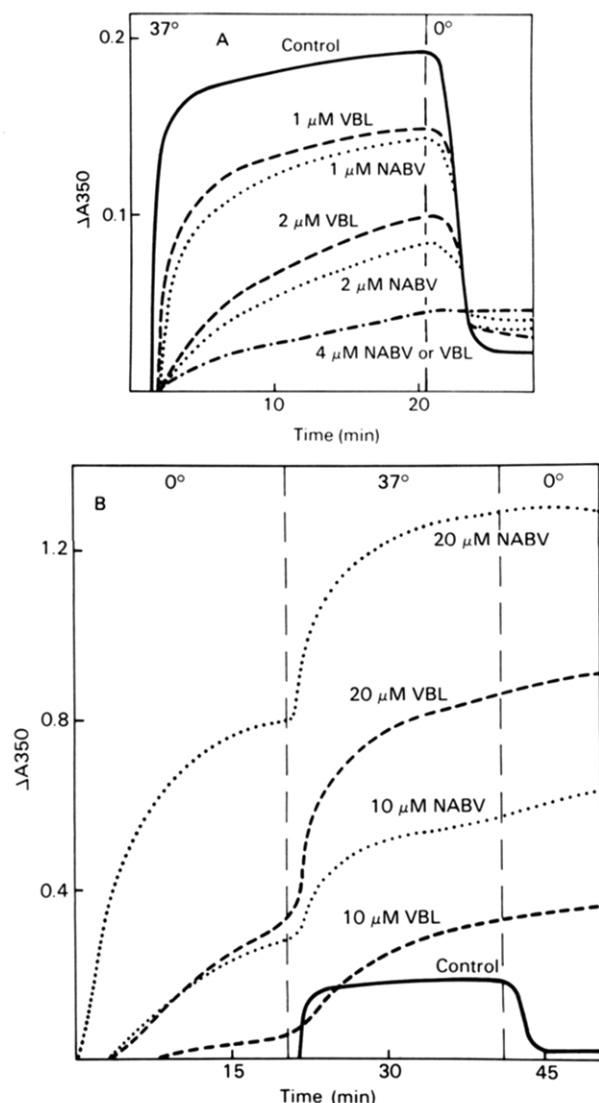 37° A 0°
0.2
Control
1 μM VBL
1 μM NABV
ΔA350
0.1
2 μM VBL
2 μM NABV
4 μM NABV or VBL
10 20
Time (min)
0° 37° 0°
B
1.2
20 μM NABV
20 μM VBL
0.8
ΔA350
10 μM NABV
0.4
10 μM VBL
Control
15 30 45
Time (min)